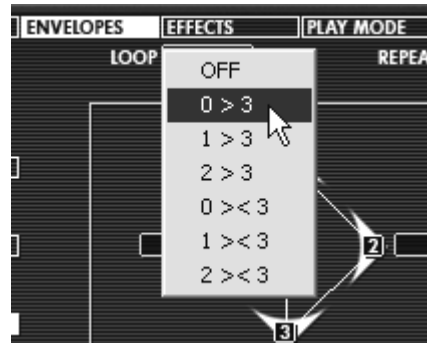 ENVELOPES EFFECTS PLAY MODE
LOOP REPEA
OFF
0 > 3
1 > 3
2 > 3
0 >< 3
1 >< 3
2 >< 3
2
3